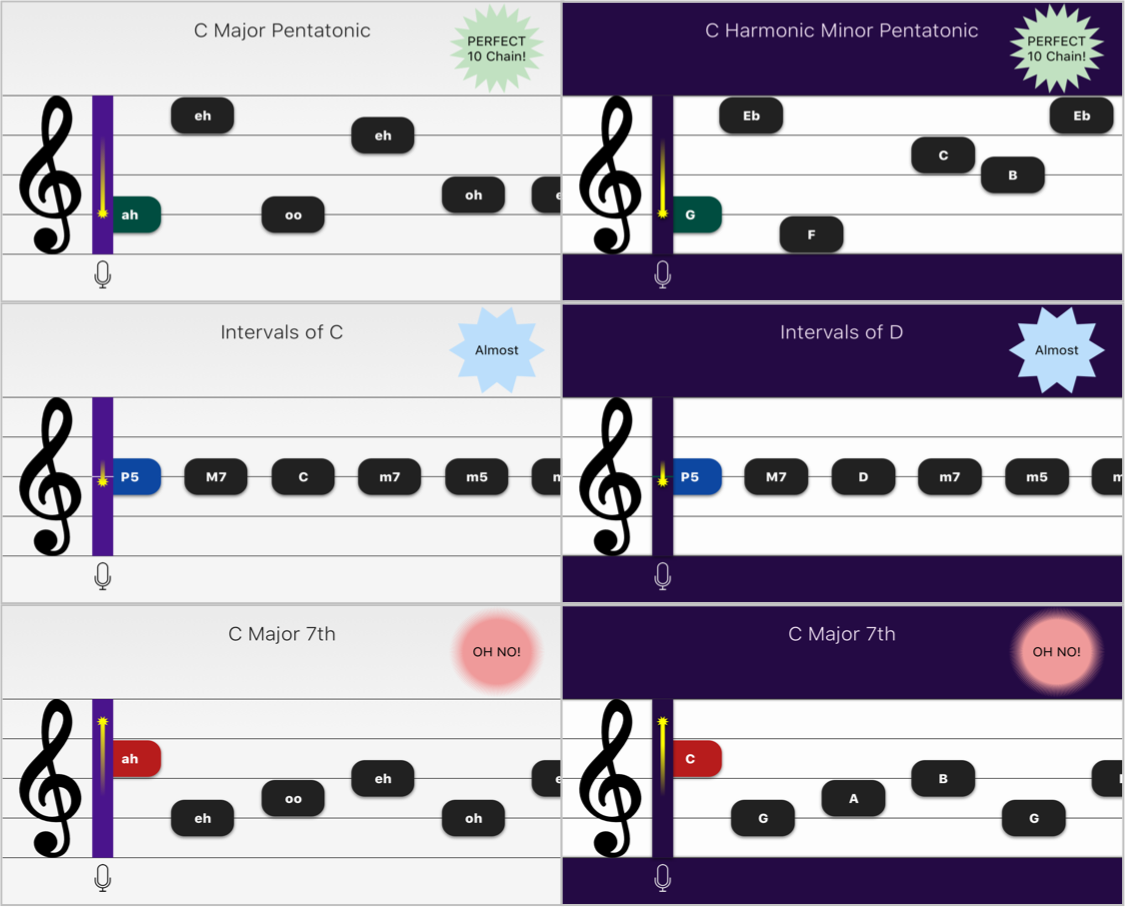 C Major Pentatonic
PERFECT
10 Chain!
eh
eh
oh
ah
oo
C Harmonic Minor Pentatonic
PERFECT
10 Chain!
Eb
Eb
C
B
G
F
Intervals of C
Almost
P5 M7 C m7 m5
Intervals of D
Almost
P5 M7 D m7 m5
C Major 7th
OH NO!
ah
eh
oo
eh
oh
C Major 7th
OH NO!
C
B
A
G
G